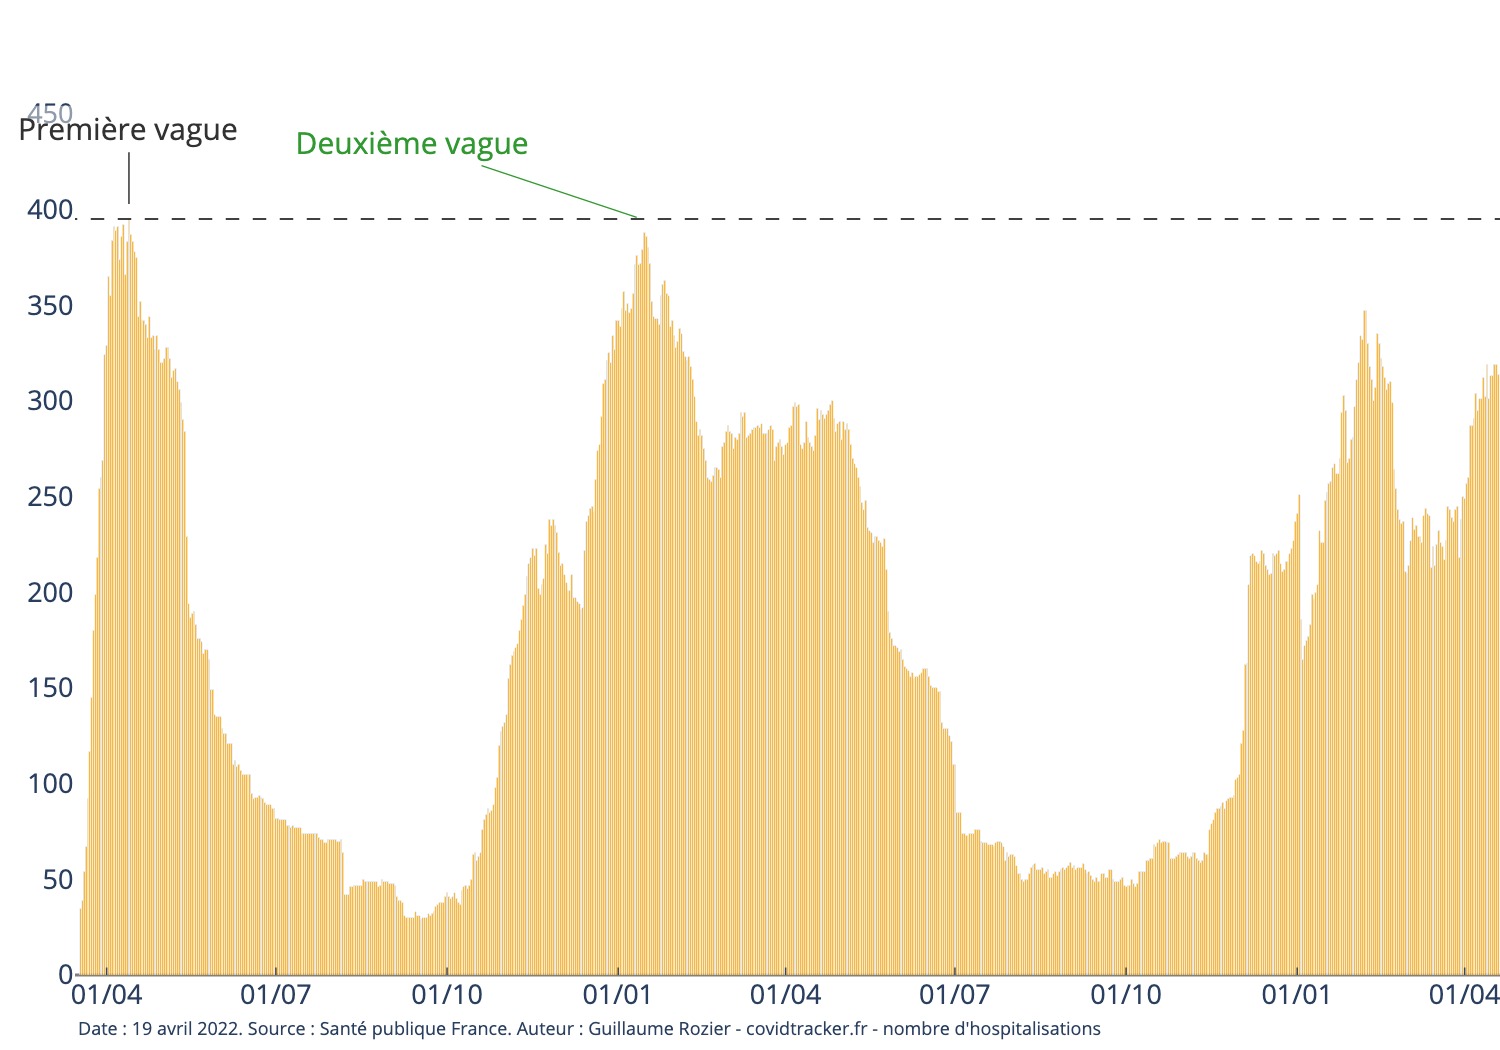 450
Première vague
Deuxième vague
400
350
300
250
200
150
100
50
0
01/04 01/07 01/10 01/01 01/04 01/07 01/10 01/01 01/04
Date : 19 avril 2022. Source : Santé publique France. Auteur : Guillaume Rozier - covidtracker.fr - nombre d'hospitalisations